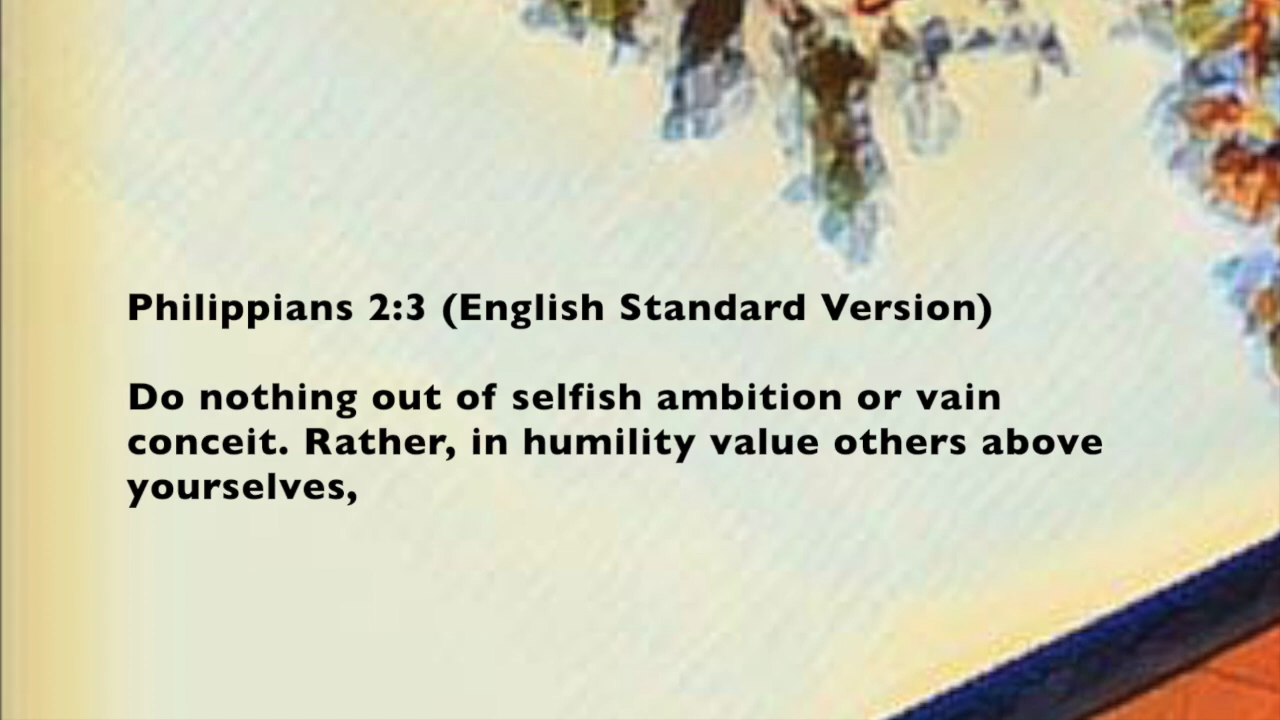 Philippians 2:3 (English Standard Version)
Do nothing out of selfish ambition or vain
conceit. Rather, in humility value others above
yourselves,